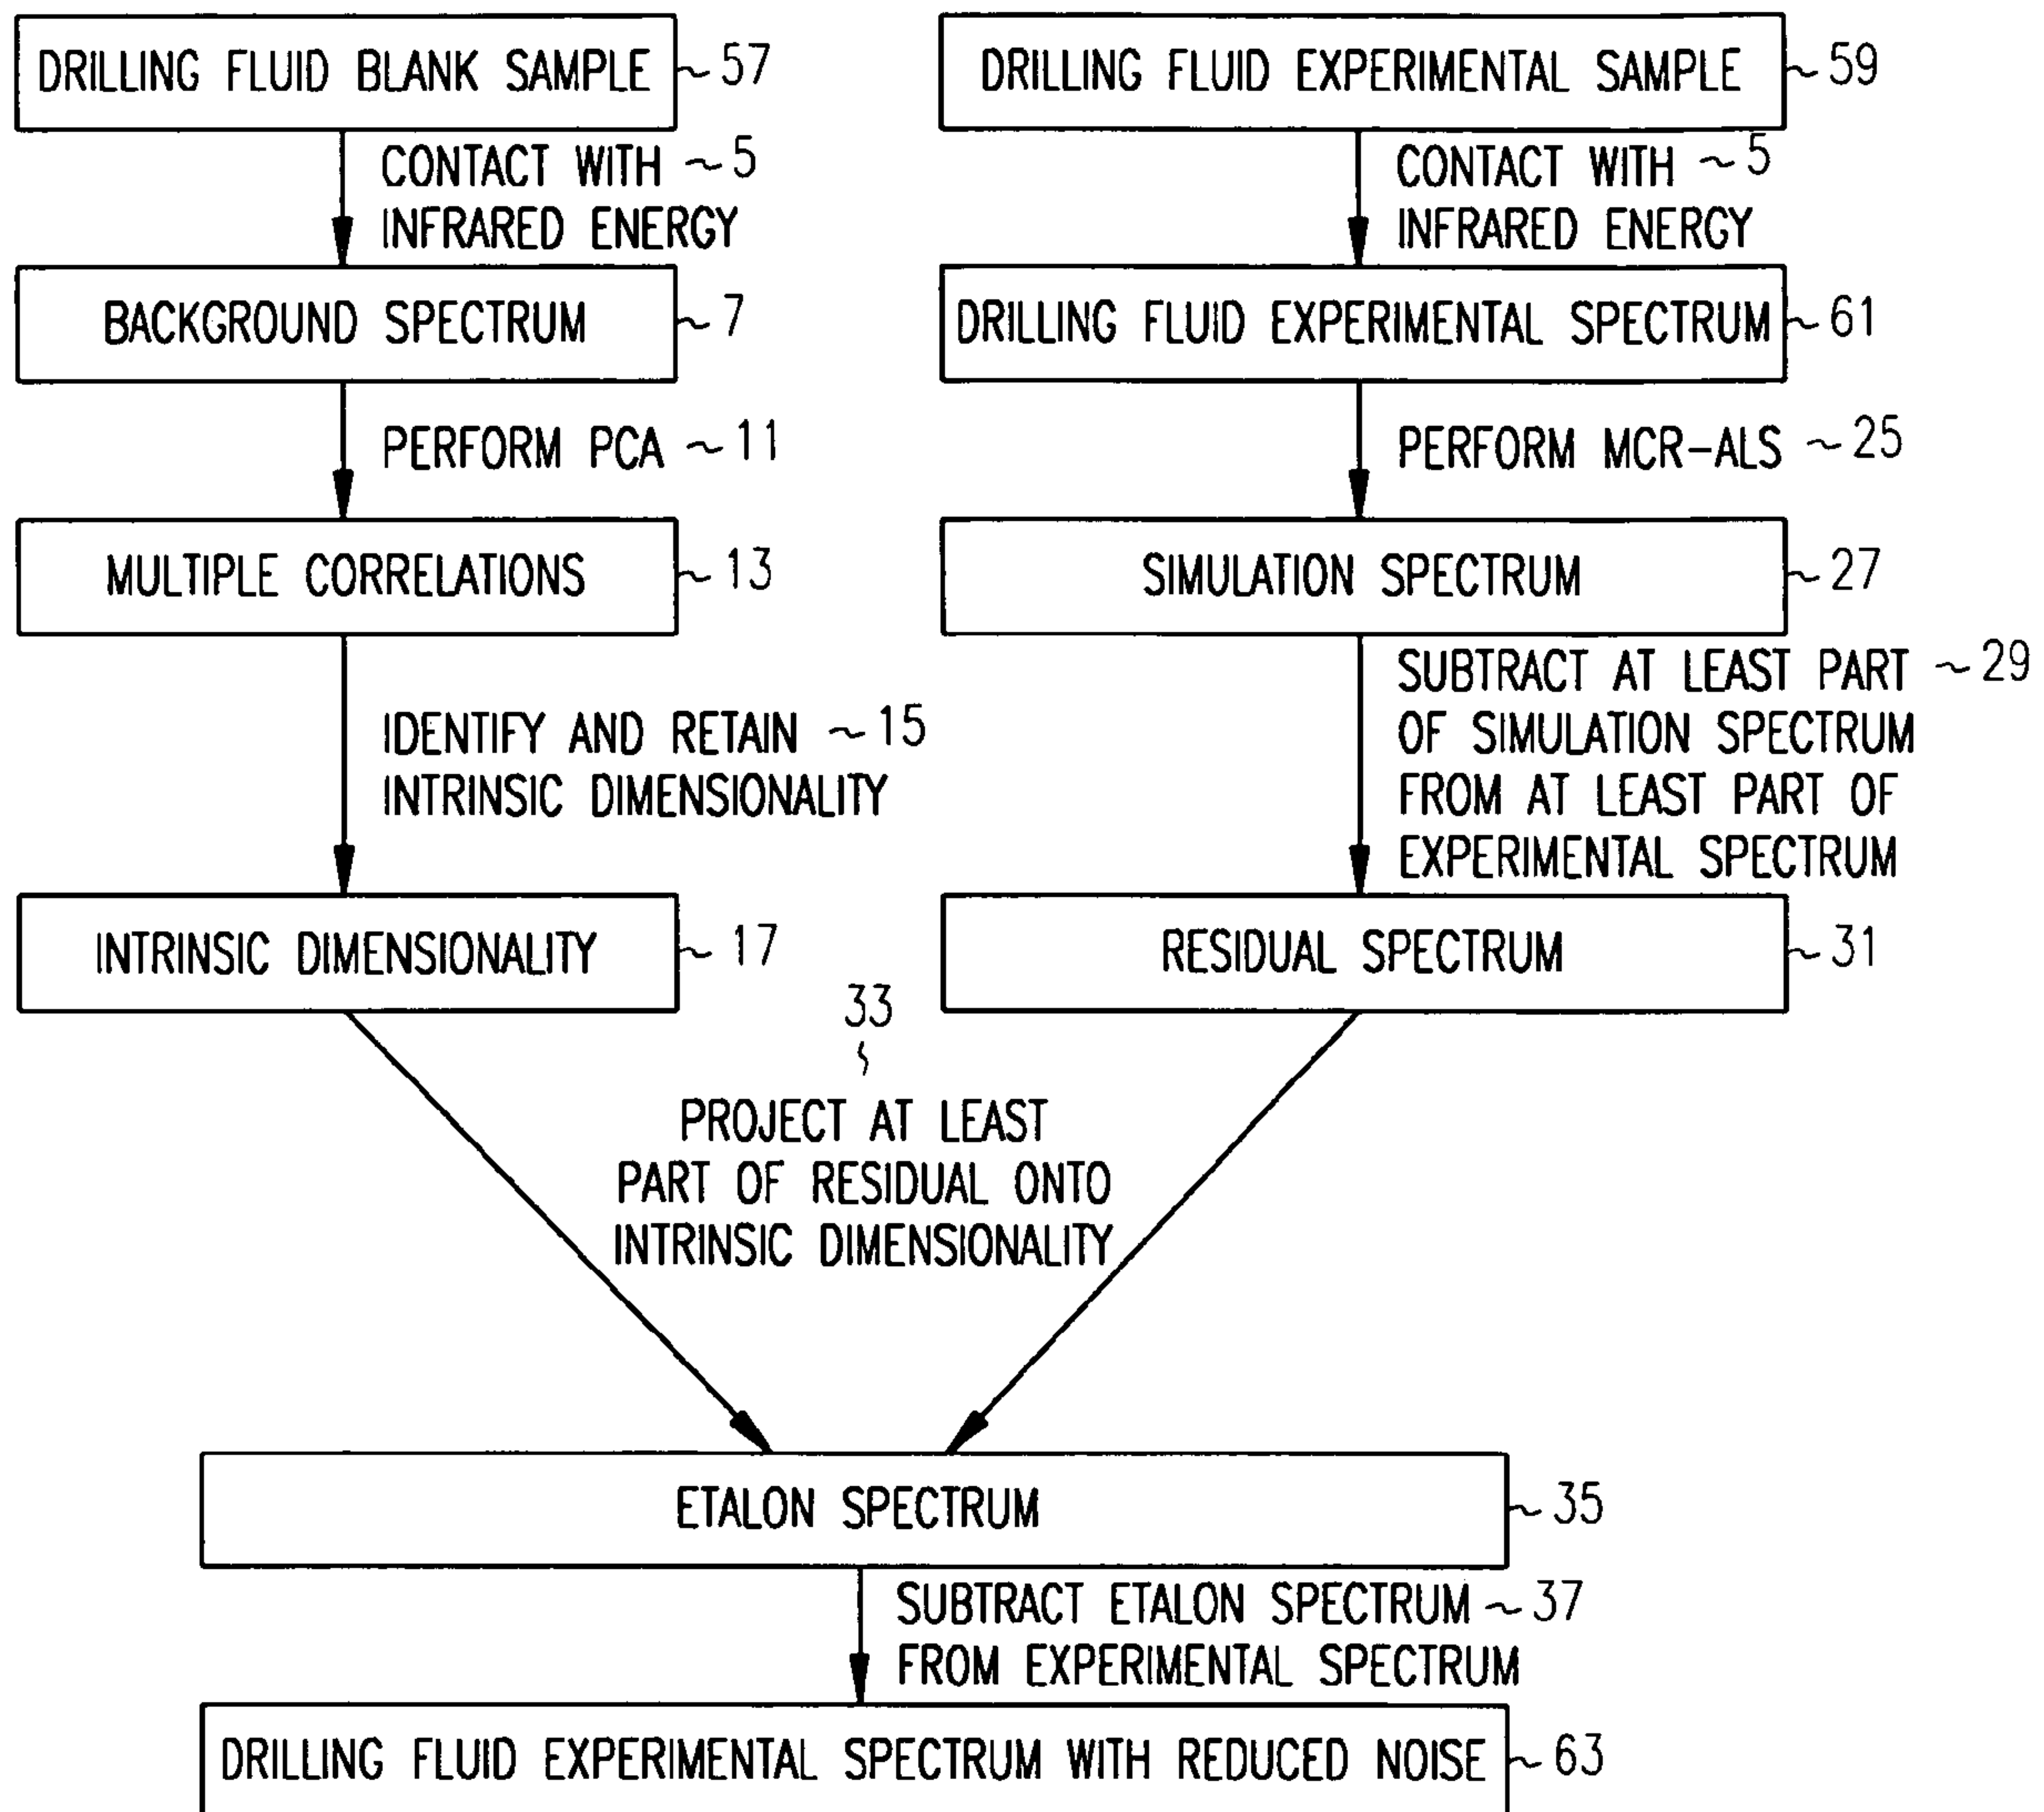 DRILLING FLUID BLANK SAMPLE ~57
CONTACT WITH ~5
INFRARED ENERGY
BACKGROUND SPECTRUM ~7
PERFORM PCA ~11
MULTIPLE CORRELATIONS ~13
IDENTIFY AND RETAIN ~15
INTRINSIC DIMENSIONALITY
INTRINSIC DIMENSIONALITY ~17
DRILLING FLUID EXPERIMENTAL SAMPLE ~59
CONTACT WITH ~5
INFRARED ENERGY
DRILLING FLUID EXPERIMENTAL SPECTRUM ~61
PERFORM MCR-ALS ~25
SIMULATION SPECTRUM ~27
SUBTRACT AT LEAST PART ~29
OF SIMULATION SPECTRUM
FROM AT LEAST PART OF
EXPERIMENTAL SPECTRUM
RESIDUAL SPECTRUM ~31
33
PROJECT AT LEAST
PART OF RESIDUAL ONTO
INTRINSIC DIMENSIONALITY
ETALON SPECTRUM ~35
SUBTRACT ETALON SPECTRUM ~37
FROM EXPERIMENTAL SPECTRUM
DRILLING FLUID EXPERIMENTAL SPECTRUM WITH REDUCED NOISE ~63